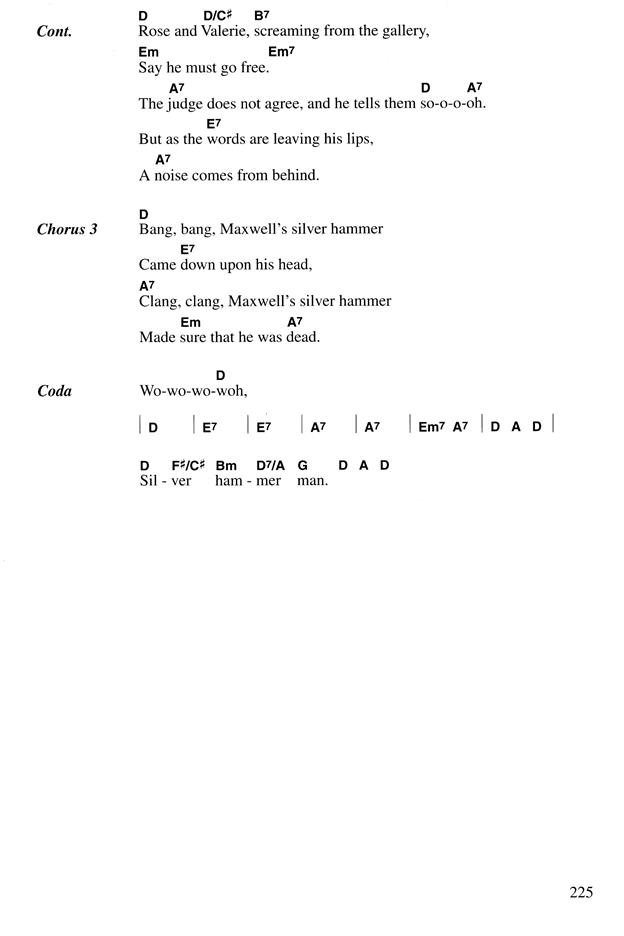 D D/C♯ B7
Cont. Rose and Valerie, screaming from the gallery,
Em Em7
Say he must go free.
A7 D A7
The judge does not agree, and he tells them so-o-o-oh.
E7
But as the words are leaving his lips,
A7
A noise comes from behind.
D
Chorus 3 Bang, bang, Maxwell's silver hammer
E7
Came down upon his head,
A7
Clang, clang, Maxwell's silver hammer
Em A7
Made sure that he was dead.
D
Coda Wo-wo-wo-woh,
| D | E7 | E7 | A7 | A7 | Em7 A7 | D A D |
D F♯/C♯ Bm D7/A G D A D
Sil - ver ham - mer man.
225